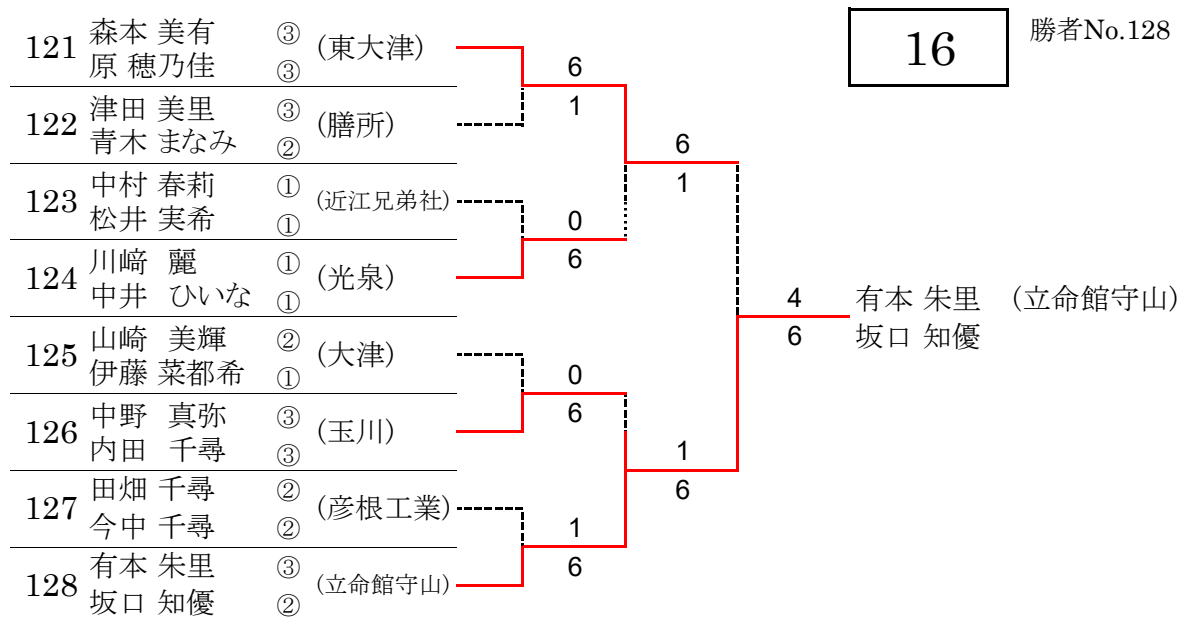 16
勝者No.128
121 森本 美有 ③ (東大津)
原 穂乃佳 ③
6
1
122 津田 美里 ③ (膳所)
青木 まなみ ②
6
1
123 中村 春莉 ① (近江兄弟社)
松井 実希 ①
0
6
124 川﨑 麗 ① (光泉)
中井 ひいな ①
4
6
有本 朱里 (立命館守山)
坂口 知優
125 山崎 美輝 ② (大津)
伊藤 菜都希 ①
0
6
126 中野 真弥 ③ (玉川)
内田 千尋 ③
1
6
127 田畑 千尋 ② (彦根工業)
今中 千尋 ②
1
6
128 有本 朱里 ③ (立命館守山)
坂口 知優 ②